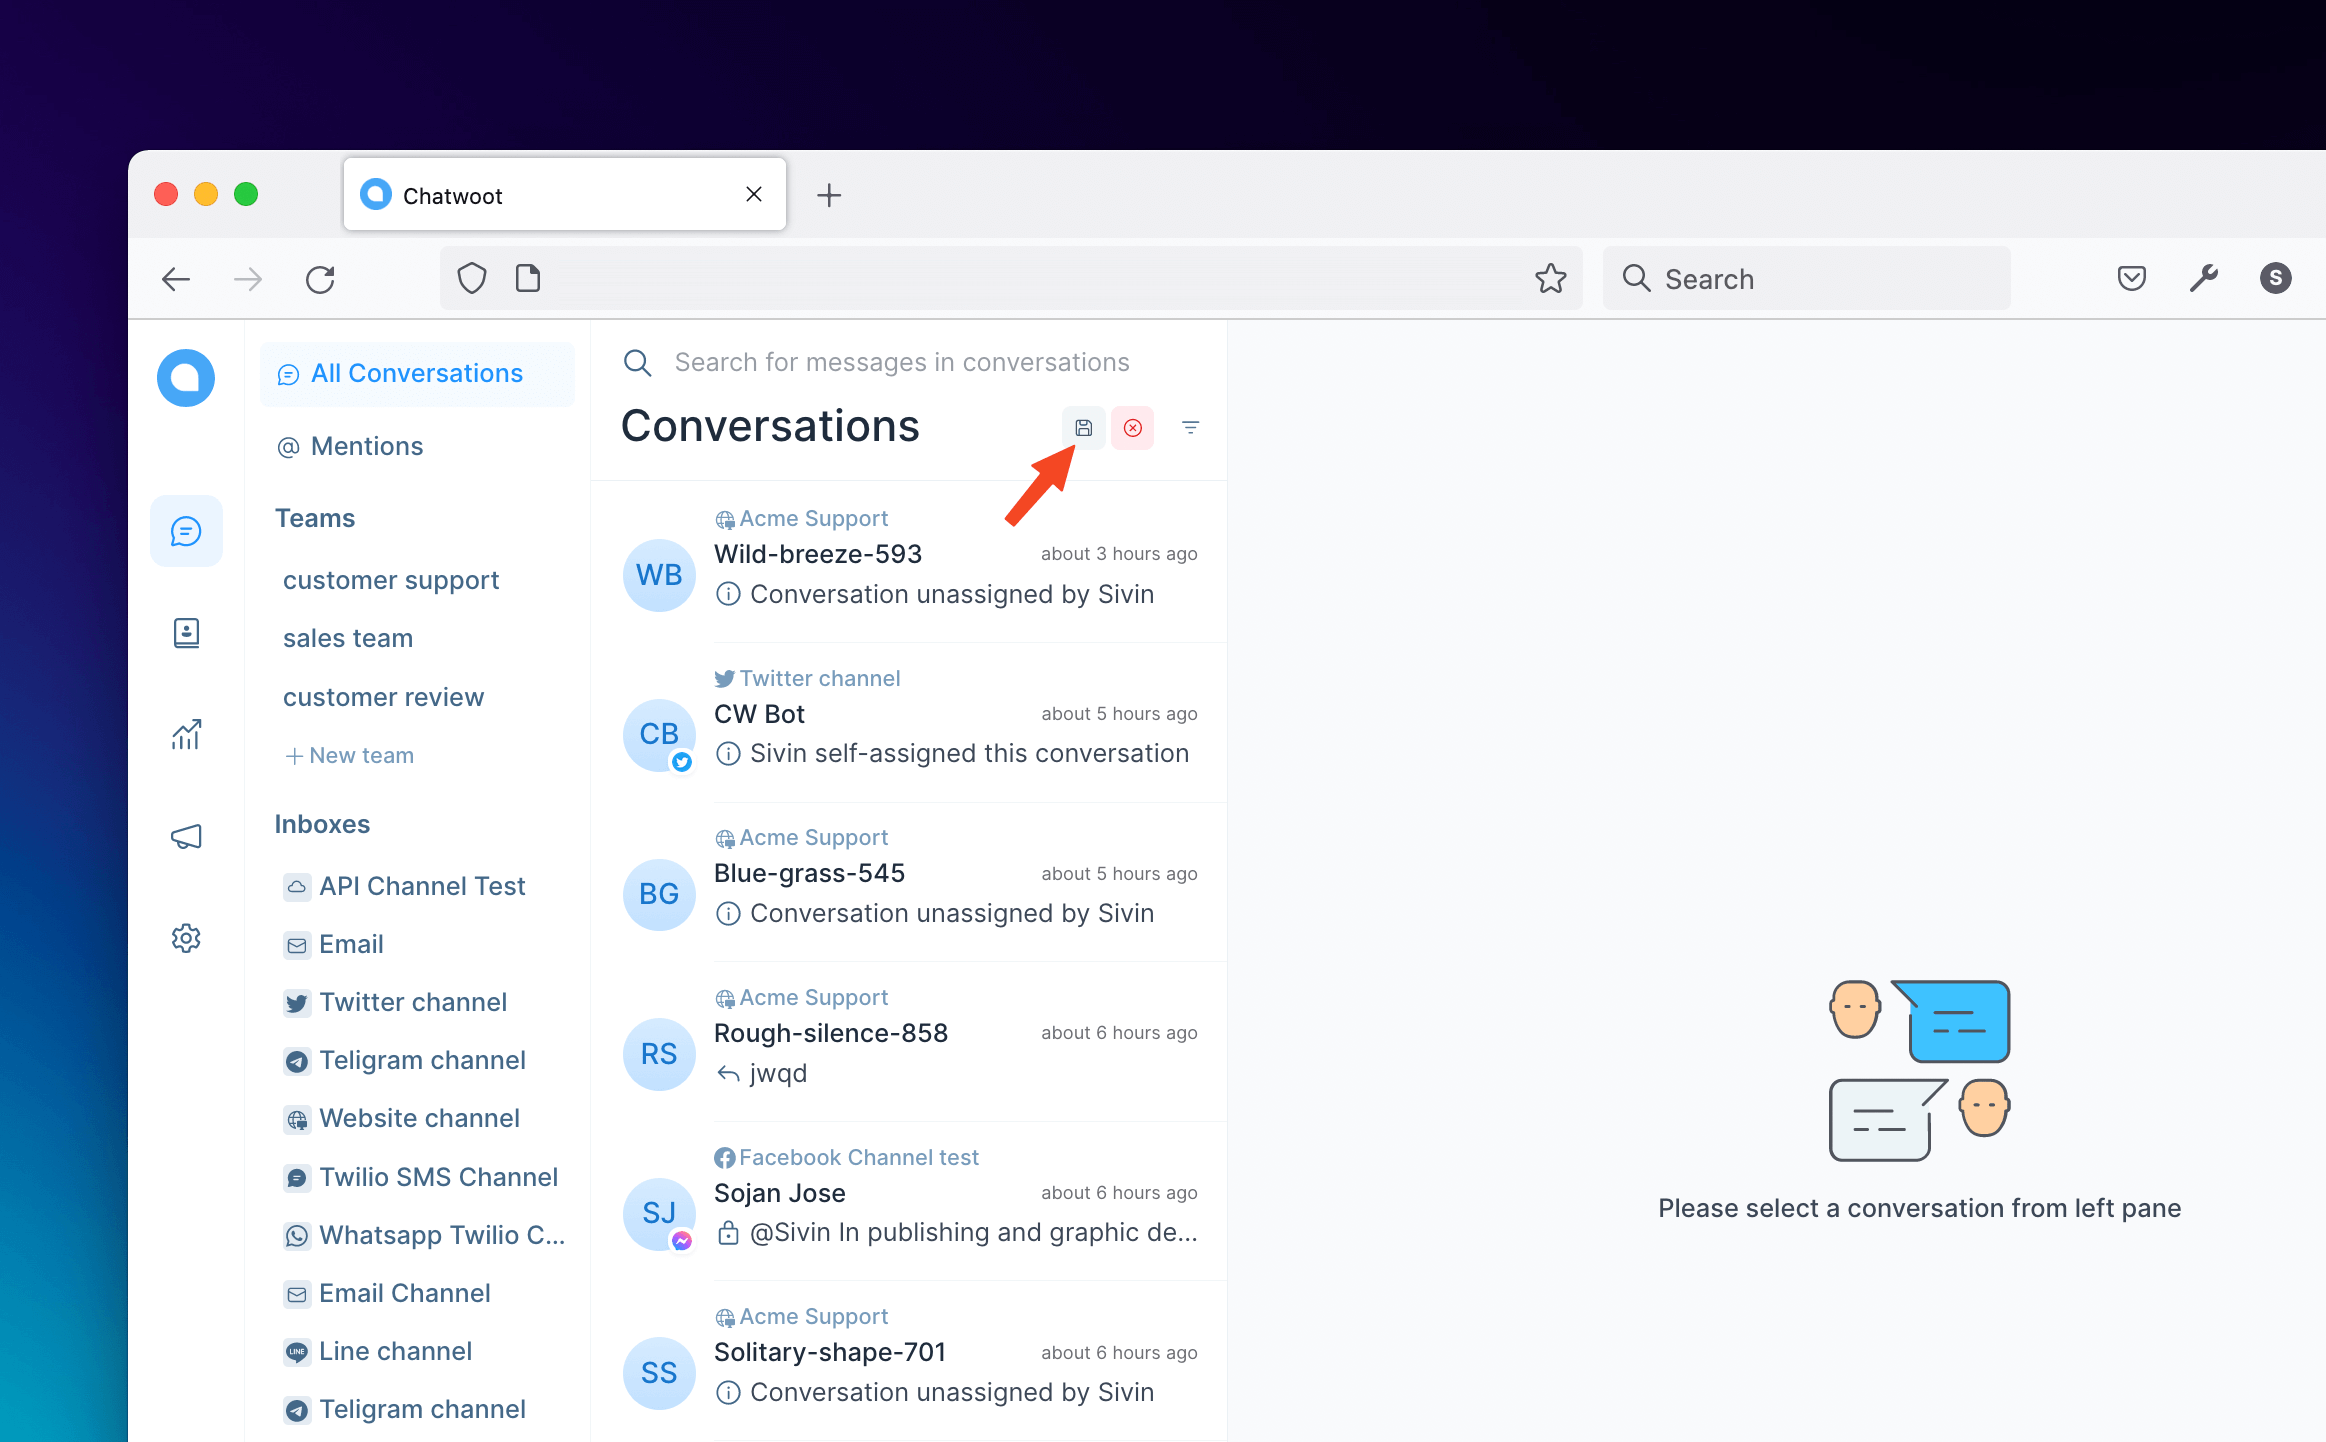 Chatwoot
Search
S
All Conversations
Mentions
Teams
customer support
sales team
customer review
New team
Inboxes
API Channel Test
Email
Twitter channel
Teligram channel
Website channel
Twilio SMS Channel
Whatsapp Twilio C...
Email Channel
LINE
Line channel
Teligram channel
Search for messages in conversations
Conversations
Acme Support
WB
Wild-breeze-593
about 3 hours ago
Conversation unassigned by Sivin
Twitter channel
CB
CW Bot
about 5 hours ago
Sivin self-assigned this conversation
Acme Support
BG
Blue-grass-545
about 5 hours ago
Conversation unassigned by Sivin
Acme Support
RS
Rough-silence-858
about 6 hours ago
jwqd
Facebook Channel test
SJ
Sojan Jose
about 6 hours ago
@Sivin In publishing and graphic de...
Acme Support
SS
Solitary-shape-701
about 6 hours ago
Conversation unassigned by Sivin
Please select a conversation from left pane